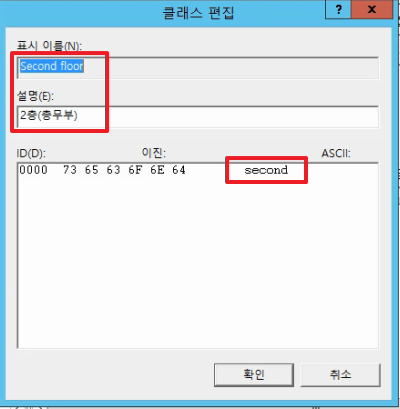 클래스 편집
? x
표시 이름(N):
Second floor
설명(E):
2층(총무부)
ID(D): 이진: ASCII:
0000 73 65 63 6F 6E 64 second
확인 취소